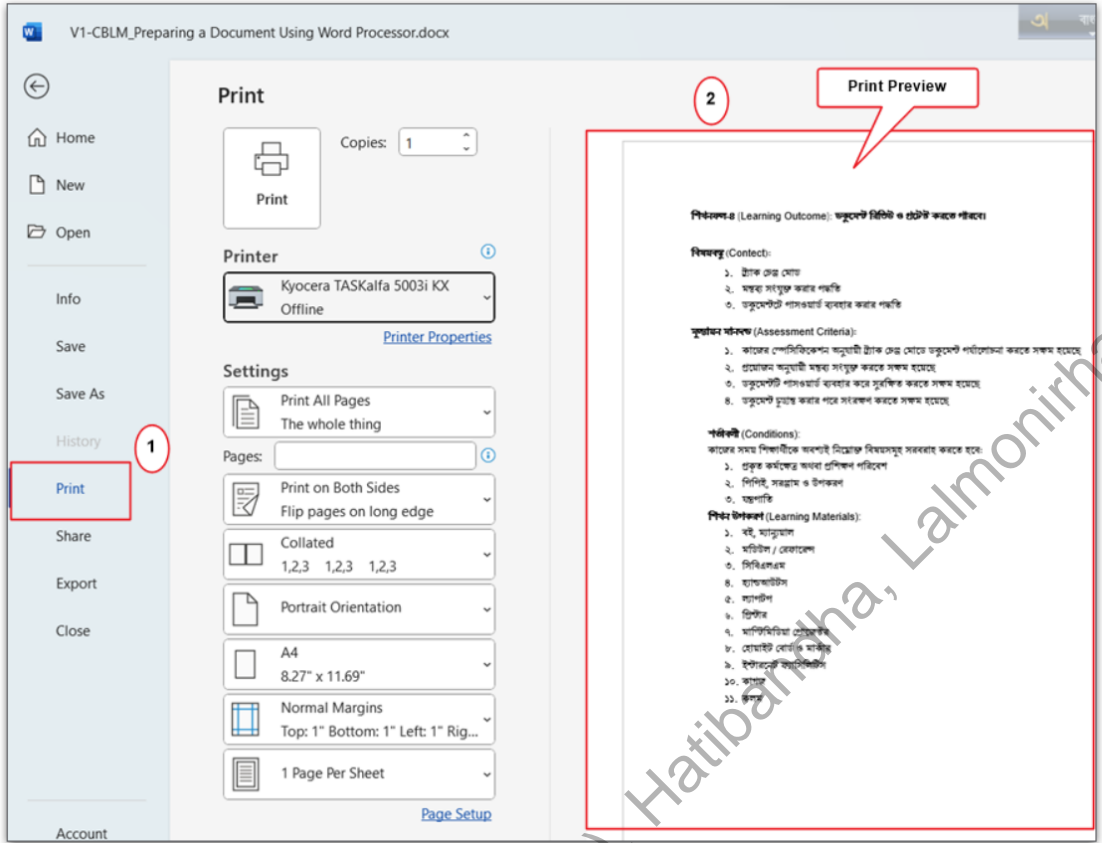 V1-CBLM_Preparing a Document Using Word Processor.docx
অ বাং
Home
New
Open
Info
Save
Save As
History
1
Print
Share
Export
Close
Account
Print
Copies: 1
Print
Printer
Kyocera TASKalfa 5003i KX
Offline
Printer Properties
Settings
Print All Pages
The whole thing
Pages:
Print on Both Sides
Flip pages on long edge
Collated
1,2,3 1,2,3 1,2,3
Portrait Orientation
A4
8.27" x 11.69"
Normal Margins
Top: 1" Bottom: 1" Left: 1" Rig...
1 Page Per Sheet
Page Setup
2
Print Preview
শিখনফল-৪ (Learning Outcome): ডকুমেন্ট রিভিউ ও প্রটেক্ট করতে পারবে।
বিষয়বস্তু (Contect):
১. ট্র্যাক চেঞ্জ মোড
২. মন্তব্য সংযুক্ত করার পদ্ধতি
৩. ডকুমেন্টটে পাসওয়ার্ড ব্যবহার করার পদ্ধতি
মূল্যায়ন মানদন্ড (Assessment Criteria):
১. কাজের স্পেসিফিকেশন অনুযায়ী ট্র্যাক চেঞ্জ মোডে ডকুমেন্ট পর্যালোচনা করতে সক্ষম হয়েছে
২. প্রয়োজন অনুযায়ী মন্তব্য সংযুক্ত করতে সক্ষম হয়েছে
৩. ডকুমেন্টটি পাসওয়ার্ড ব্যবহার করে সুরক্ষিত করতে সক্ষম হয়েছে
৪. ডকুমেন্ট চূড়ান্ত করার পরে সংরক্ষণ করতে সক্ষম হয়েছে
শর্তাবলী (Conditions):
কাজের সময় শিক্ষার্থীকে অবশ্যই নিম্নোক্ত বিষয়সমূহ সরবরাহ করতে হবে:
১. প্রকৃত কর্মক্ষেত্র অথবা প্রশিক্ষণ পরিবেশ
২. পিপিই, সরঞ্জাম ও উপকরণ
৩. যন্ত্রপাতি
শিখন উপকরণ (Learning Materials):
১. বই, ম্যানুয়াল
২. মডিউল / রেফারেন্স
৩. সিবিএলএম
৪. হ্যান্ডআউটস
৫. ল্যাপটপ
৬. প্রিন্টার
৭. মাল্টিমিডিয়া প্রোজেক্টর
৮. হোয়াইট বোর্ড ও মার্কার
৯. ইন্টারনেট ফ্যাসিলিটিস
১০. কাগজ
১১. কলম
Hatibandha, Lalmonirha